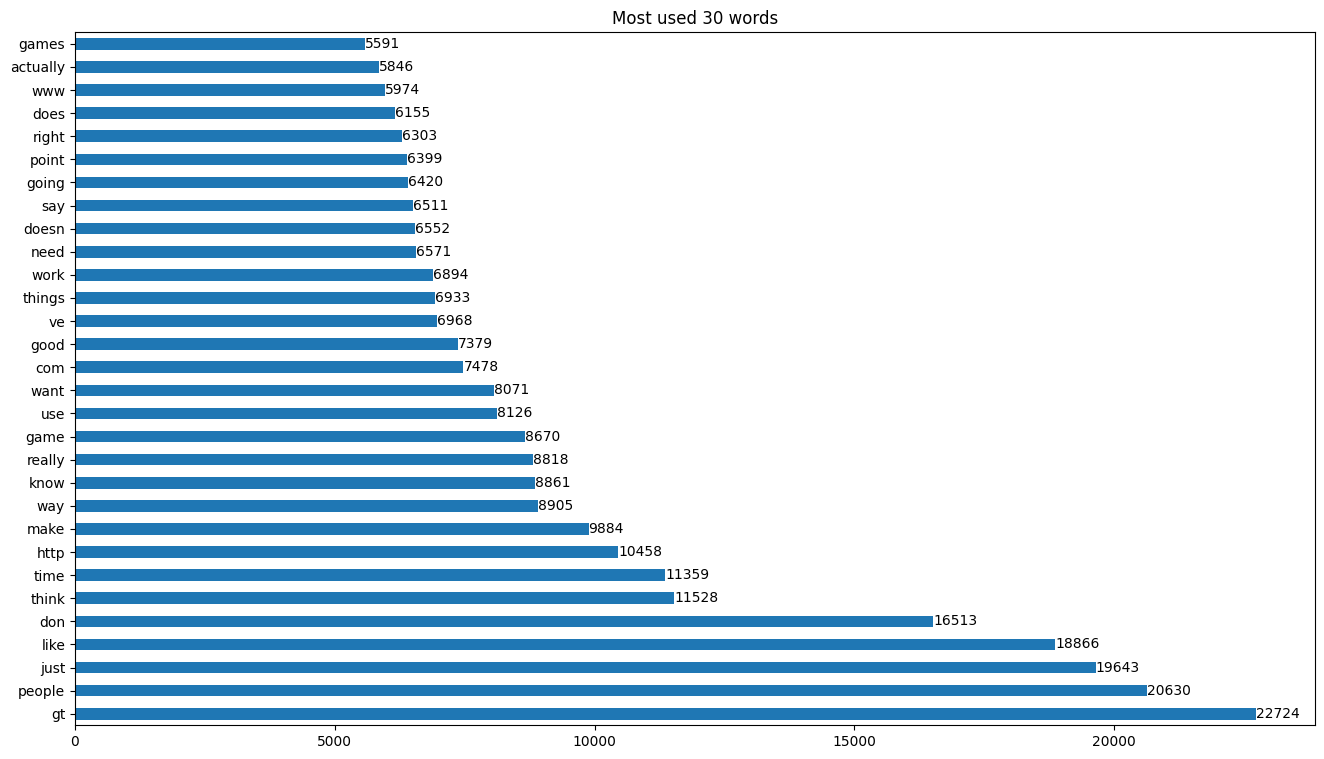 Most used 30 words
games 5591
actually 5846
www 5974
does 6155
right 6303
point 6399
going 6420
say 6511
doesn 6552
need 6571
work 6894
things 6933
ve 6968
good 7379
com 7478
want 8071
use 8126
game 8670
really 8818
know 8861
way 8905
make 9884
http 10458
time 11359
think 11528
don 16513
like 18866
just 19643
people 20630
gt 22724
0 5000 10000 15000 20000